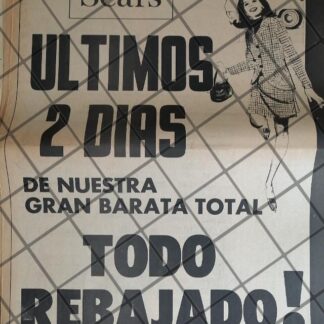 Sears
ULTIMOS
2 DIAS
DE NUESTRA
GRAN BARATA TOTAL
TODO
REBAJADO!